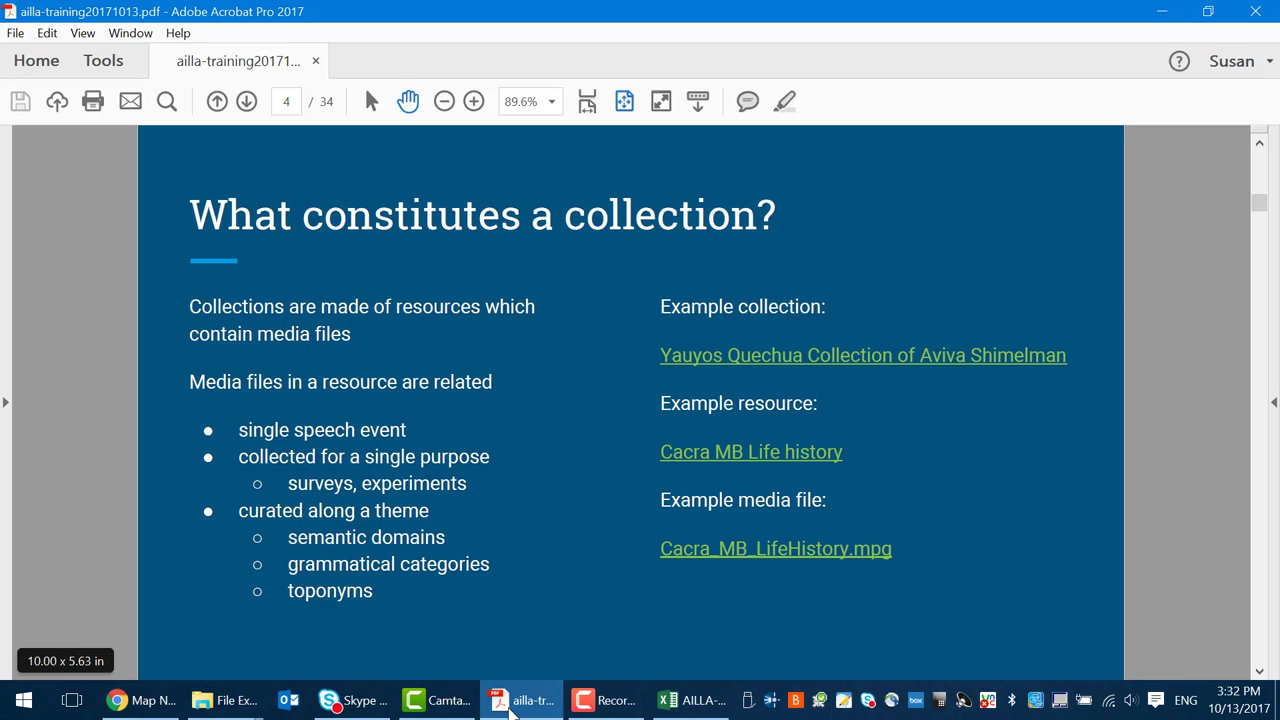 ailla-training20171013.pdf - Adobe Acrobat Pro 2017
File Edit View Window Help
Home Tools ailla-training20171... × Susan
4 / 34 89.6%
What constitutes a collection?
Collections are made of resources which
contain media files
Media files in a resource are related
● single speech event
● collected for a single purpose
○ surveys, experiments
● curated along a theme
○ semantic domains
○ grammatical categories
○ toponyms
Example collection:
Yauyos Quechua Collection of Aviva Shimelman
Example resource:
Cacra MB Life history
Example media file:
Cacra_MB_LifeHistory.mpg
10.00 x 5.63 in
Map N... File Ex... Skype ... Camta... ailla-tr... Recor... AILLA-... ENG 3:32 PM
10/13/2017